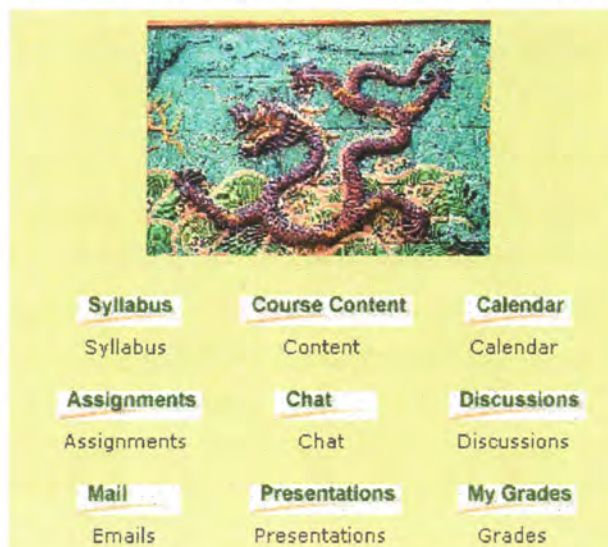 Syllabus Course Content Calendar
Syllabus Content Calendar
Assignments Chat Discussions
Assignments Chat Discussions
Mail Presentations My Grades
Emails Presentations Grades